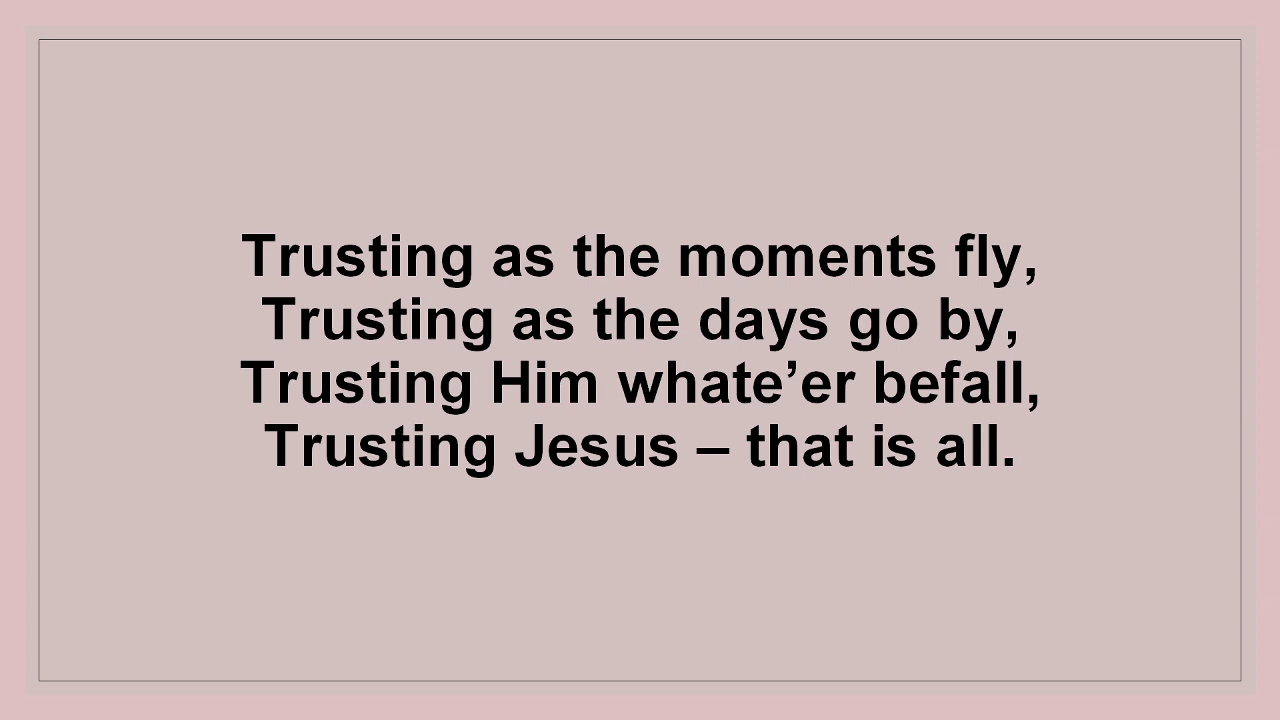 Trusting as the moments fly,
Trusting as the days go by,
Trusting Him whate’er befall,
Trusting Jesus – that is all.